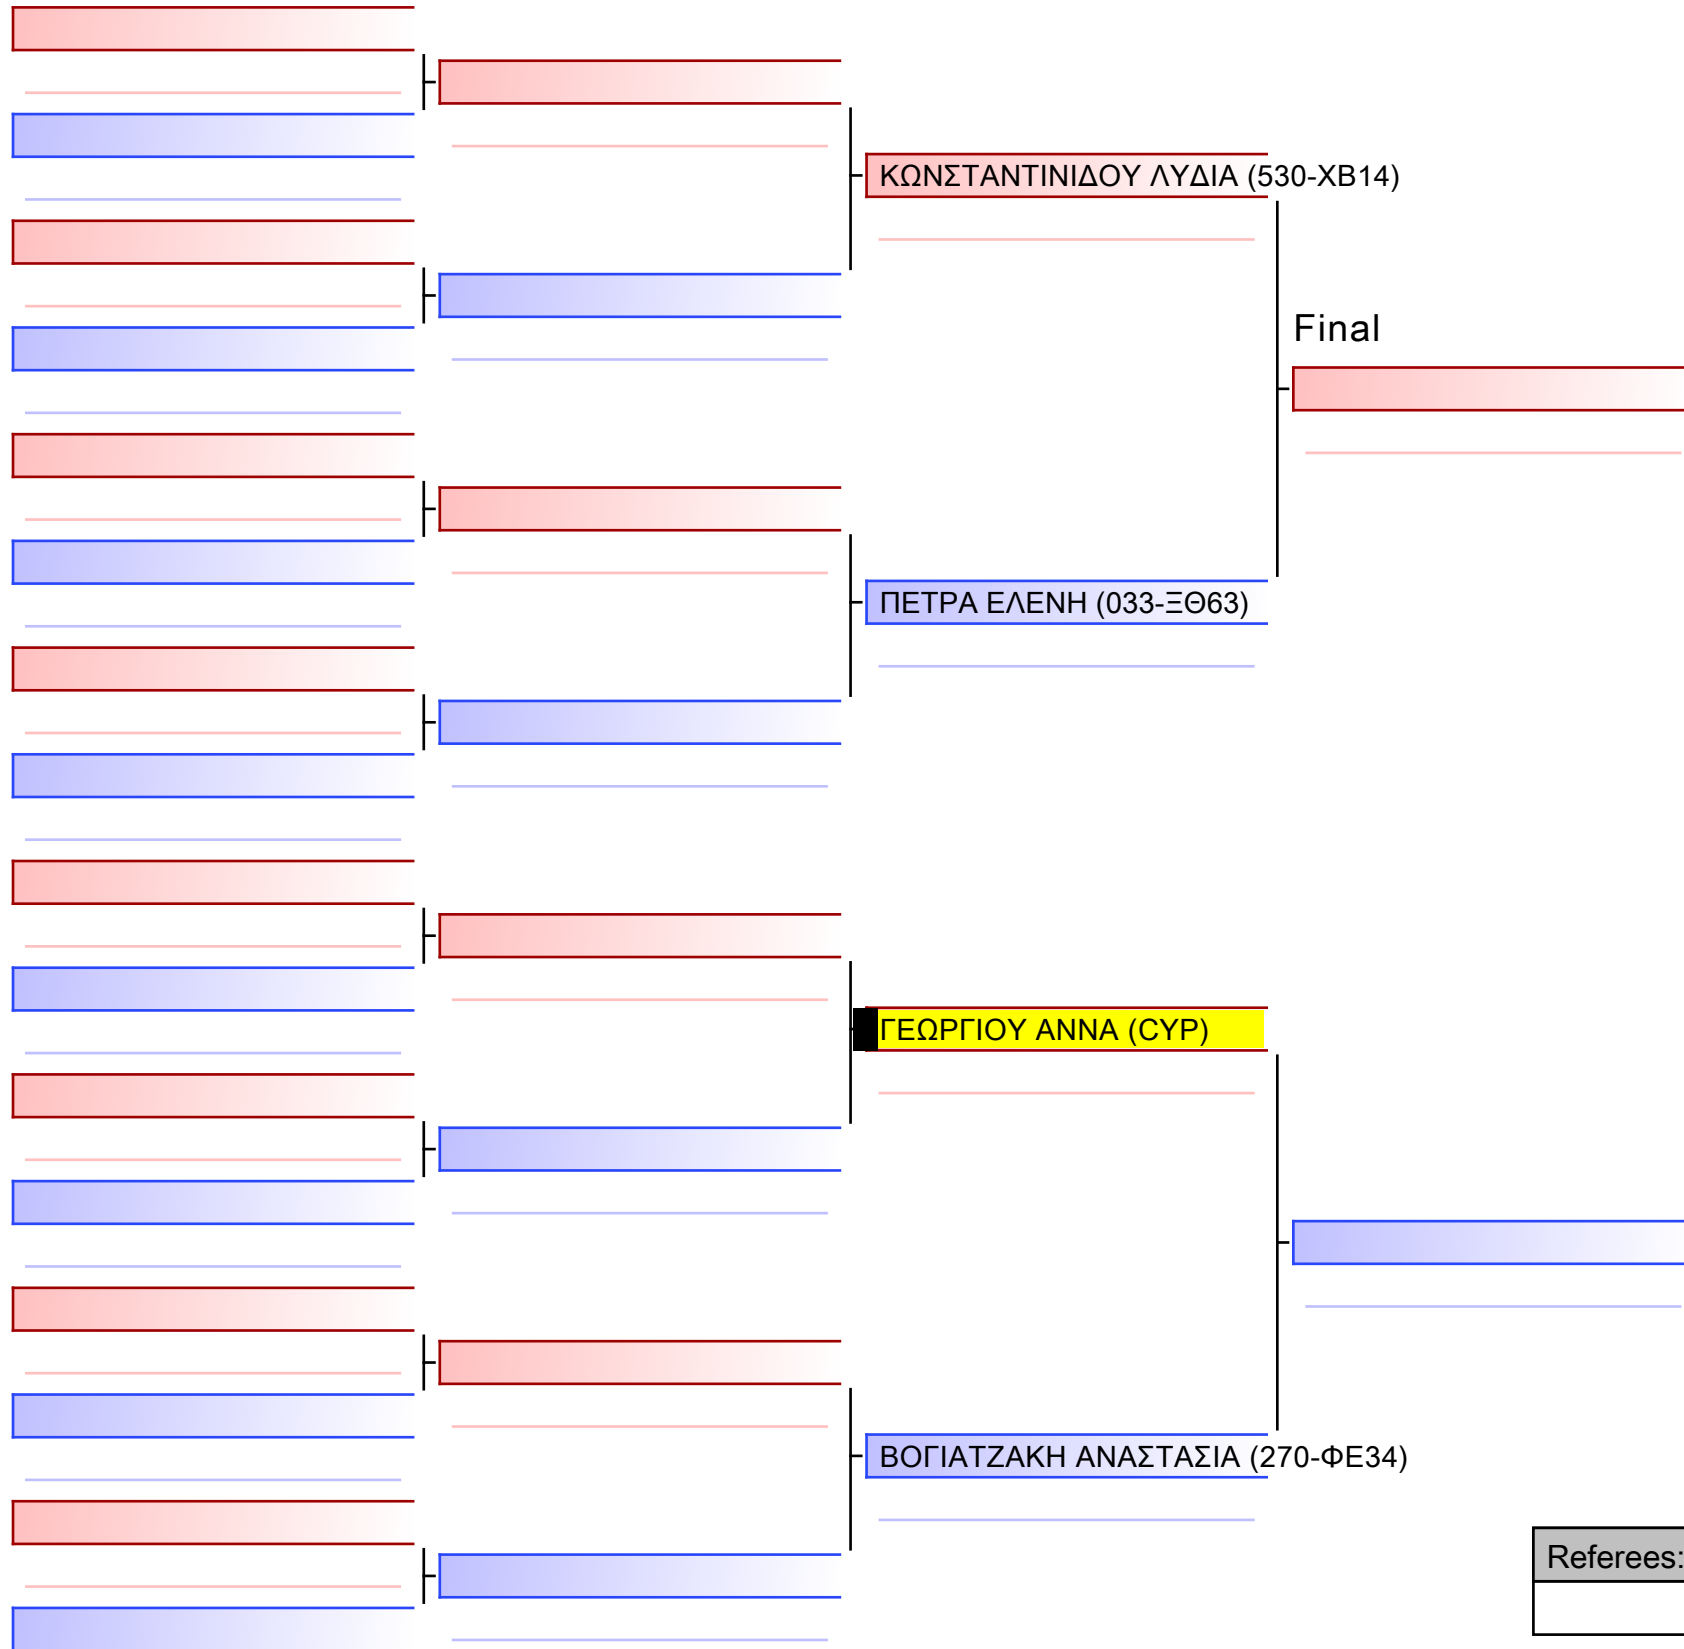 ΚΩΝΣΤΑΝΤΙΝΙΔΟΥ ΛΥΔΙΑ (530-ΧΒ14)
Final
ΠΕΤΡΑ ΕΛΕΝΗ (033-ΞΘ63)
ΓΕΩΡΓΙΟΥ ΑΝΝΑ (CYP)
ΒΟΓΙΑΤΖΑΚΗ ΑΝΑΣΤΑΣΙΑ (270-ΦΕ34)
Referees: